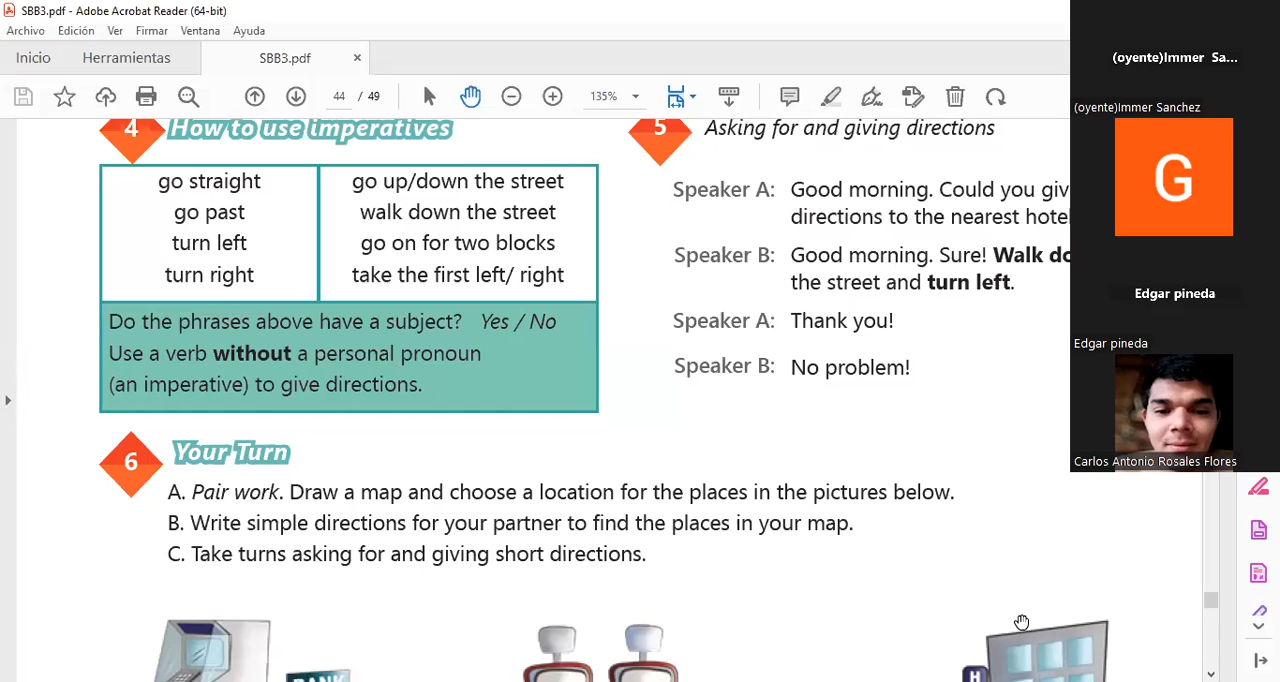 SBB3.pdf - Adobe Acrobat Reader (64-bit)
Archivo Edición Ver Firmar Ventana Ayuda
Inicio Herramientas SBB3.pdf ×
44 / 49 135%
4 How to use imperatives
go straight
go past
turn left
turn right
go up/down the street
walk down the street
go on for two blocks
take the first left/ right
Do the phrases above have a subject? Yes / No
Use a verb without a personal pronoun
(an imperative) to give directions.
5 Asking for and giving directions
Speaker A: Good morning. Could you giv
directions to the nearest hote
Speaker B: Good morning. Sure! Walk do
the street and turn left.
Speaker A: Thank you!
Speaker B: No problem!
6 Your Turn
A. Pair work. Draw a map and choose a location for the places in the pictures below.
B. Write simple directions for your partner to find the places in your map.
C. Take turns asking for and giving short directions.
BANK
H
(oyente)Immer Sa...
(oyente)Immer Sanchez
G
Edgar pineda
Edgar pineda
Carlos Antonio Rosales Flores